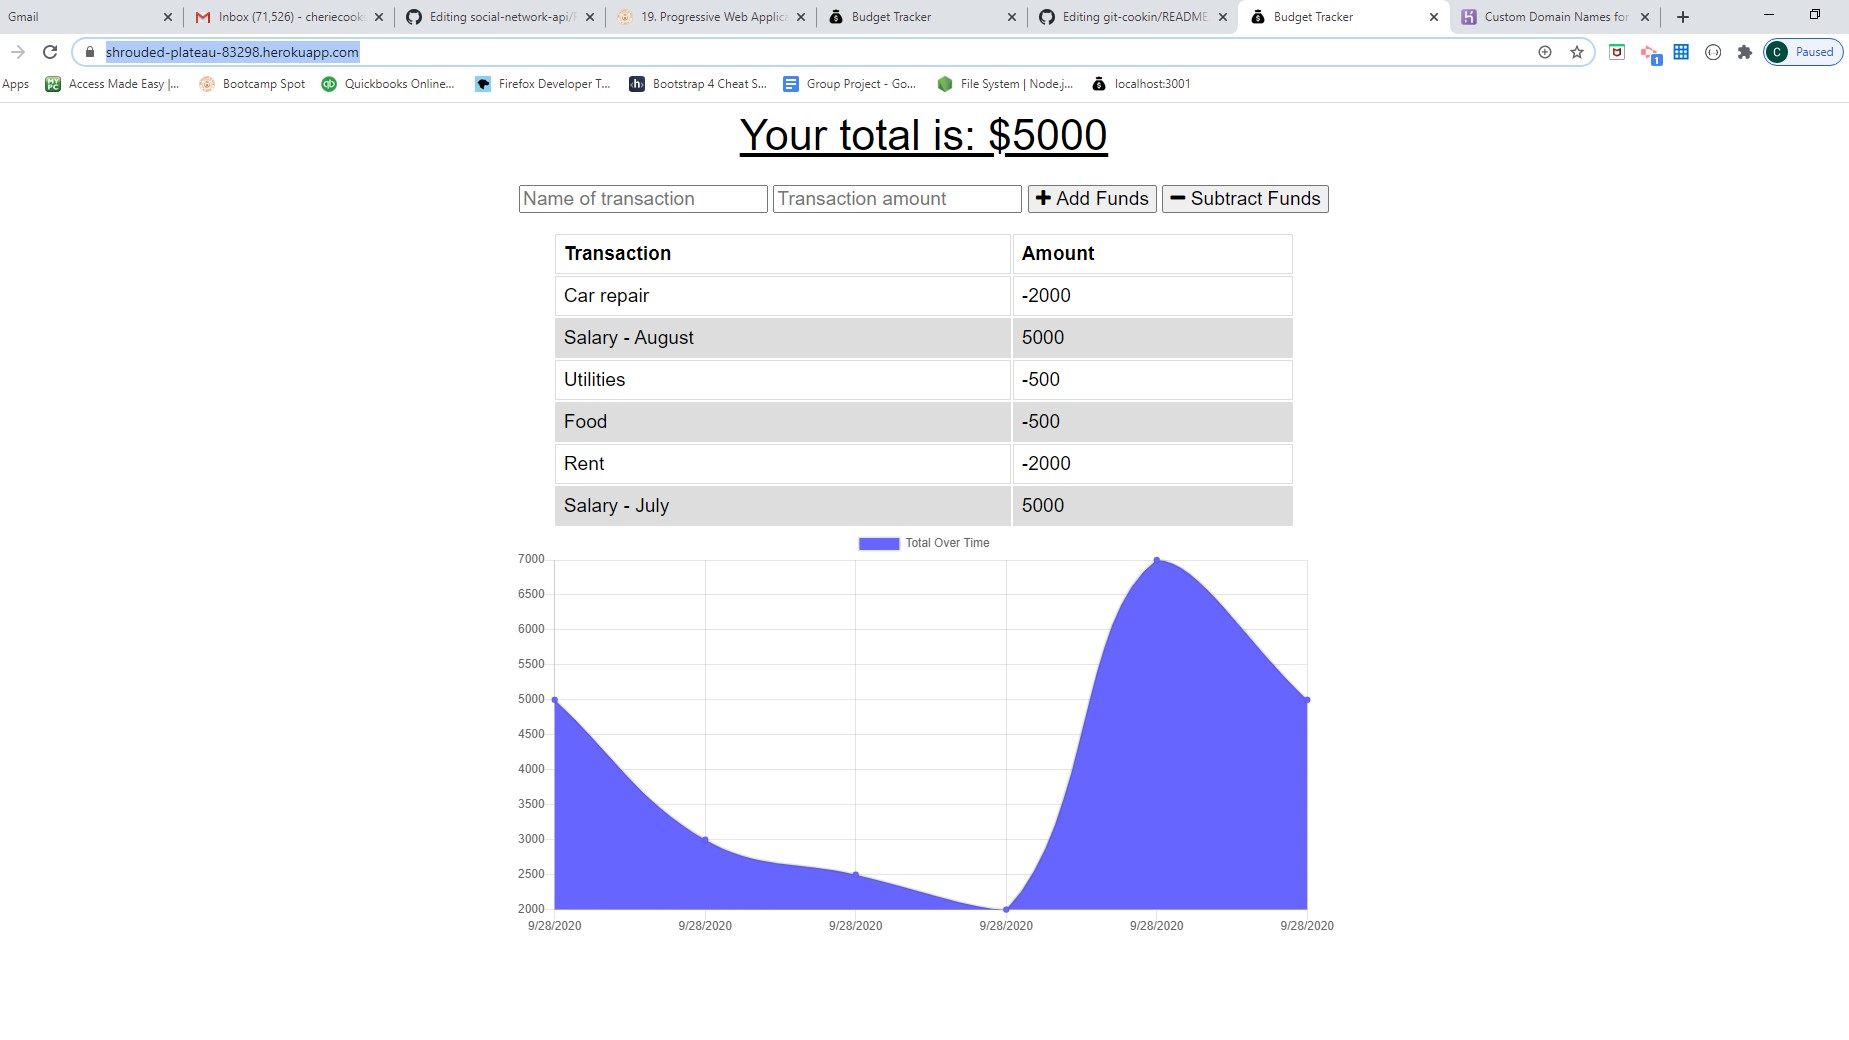 Gmail
Inbox (71,526) - cheriecook
Editing social-network-api/
19. Progressive Web Applica
Budget Tracker
Editing git-cookin/README
Budget Tracker
Custom Domain Names for
shrouded-plateau-83298.herokuapp.com
C Paused
1
Apps
Access Made Easy |...
Bootcamp Spot
Quickbooks Online...
Firefox Developer T...
Bootstrap 4 Cheat S...
Group Project - Go...
File System | Node.j...
localhost:3001
Your total is: $5000
Name of transaction Transaction amount Add Funds Subtract Funds
Transaction Amount
Car repair -2000
Salary - August 5000
Utilities -500
Food -500
Rent -2000
Salary - July 5000
Total Over Time
7000
6500
6000
5500
5000
4500
4000
3500
3000
2500
2000
9/28/2020 9/28/2020 9/28/2020 9/28/2020 9/28/2020 9/28/2020